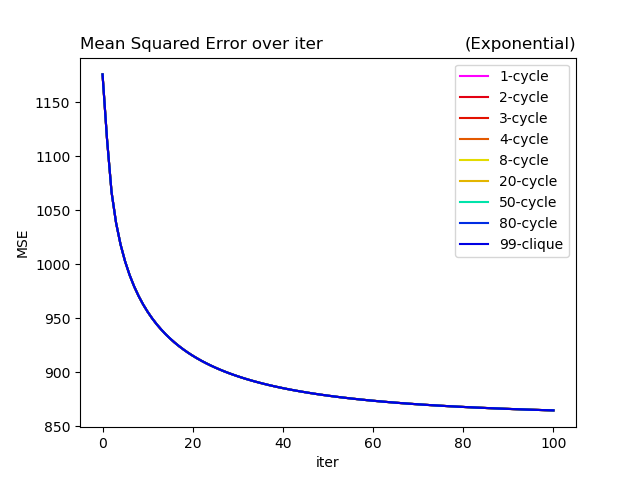 Mean Squared Error over iter (Exponential)
1-cycle
2-cycle
3-cycle
4-cycle
8-cycle
20-cycle
50-cycle
80-cycle
99-clique
MSE
1150
1100
1050
1000
950
900
850
0 20 40 60 80 100
iter